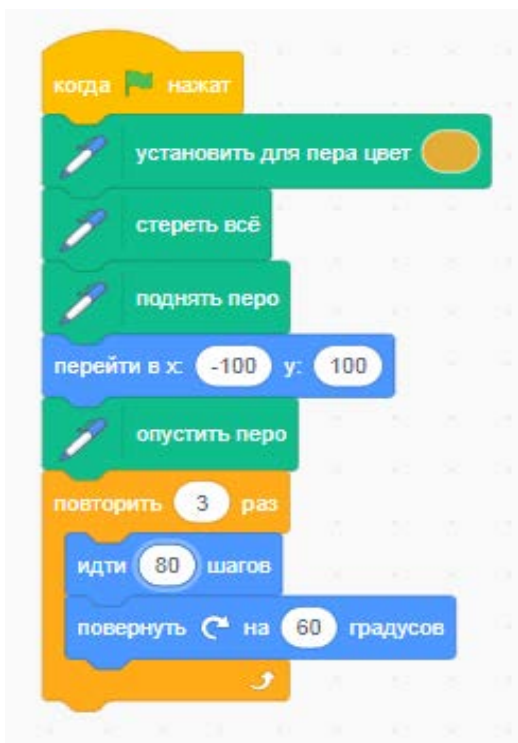 когда нажат
установить для пера цвет
стереть всё
поднять перо
перейти в x: -100 y: 100
опустить перо
повторить 3 раз
идти 80 шагов
повернуть на 60 градусов